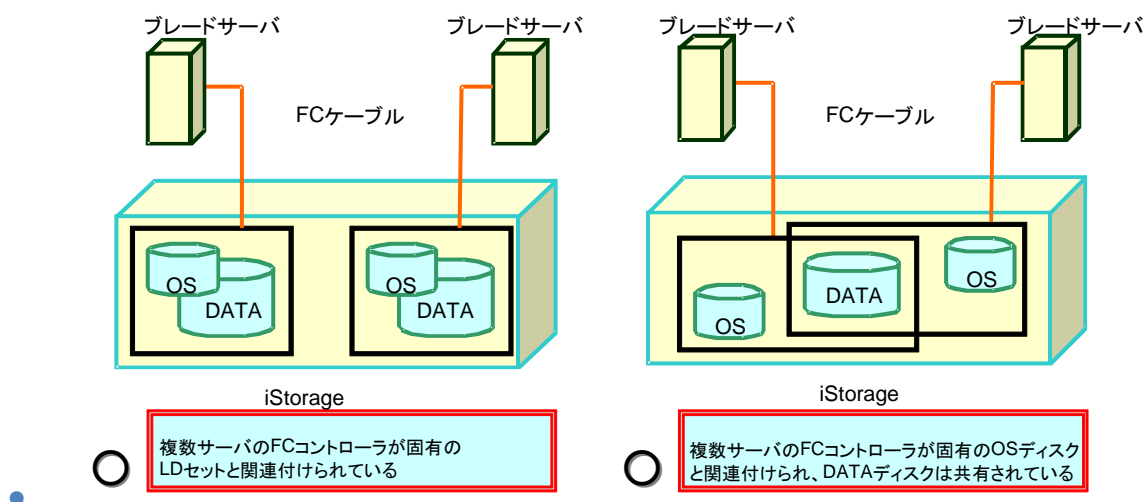 ブレードサーバ
ブレードサーバ
FCケーブル
OS
DATA
OS
DATA
iStorage
複数サーバのFCコントローラが固有の
LDセットと関連付けられている
ブレードサーバ
ブレードサーバ
FCケーブル
OS
DATA
OS
iStorage
複数サーバのFCコントローラが固有のOSディスク
と関連付けられ、DATAディスクは共有されている